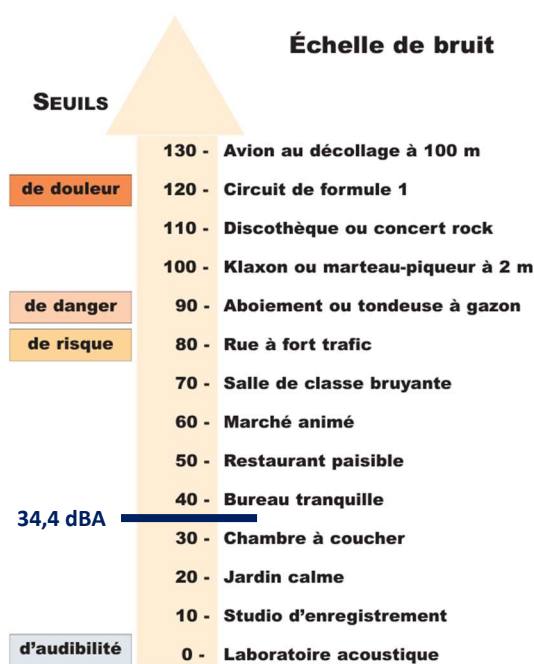 Échelle de bruit
SEUILS
130 - Avion au décollage à 100 m
de douleur 120 - Circuit de formule 1
110 - Discothèque ou concert rock
100 - Klaxon ou marteau-piqueur à 2 m
de danger 90 - Aboiement ou tondeuse à gazon
de risque 80 - Rue à fort trafic
70 - Salle de classe bruyante
60 - Marché animé
50 - Restaurant paisible
40 - Bureau tranquille
34,4 dBA
30 - Chambre à coucher
20 - Jardin calme
10 - Studio d'enregistrement
d'audibilité 0 - Laboratoire acoustique